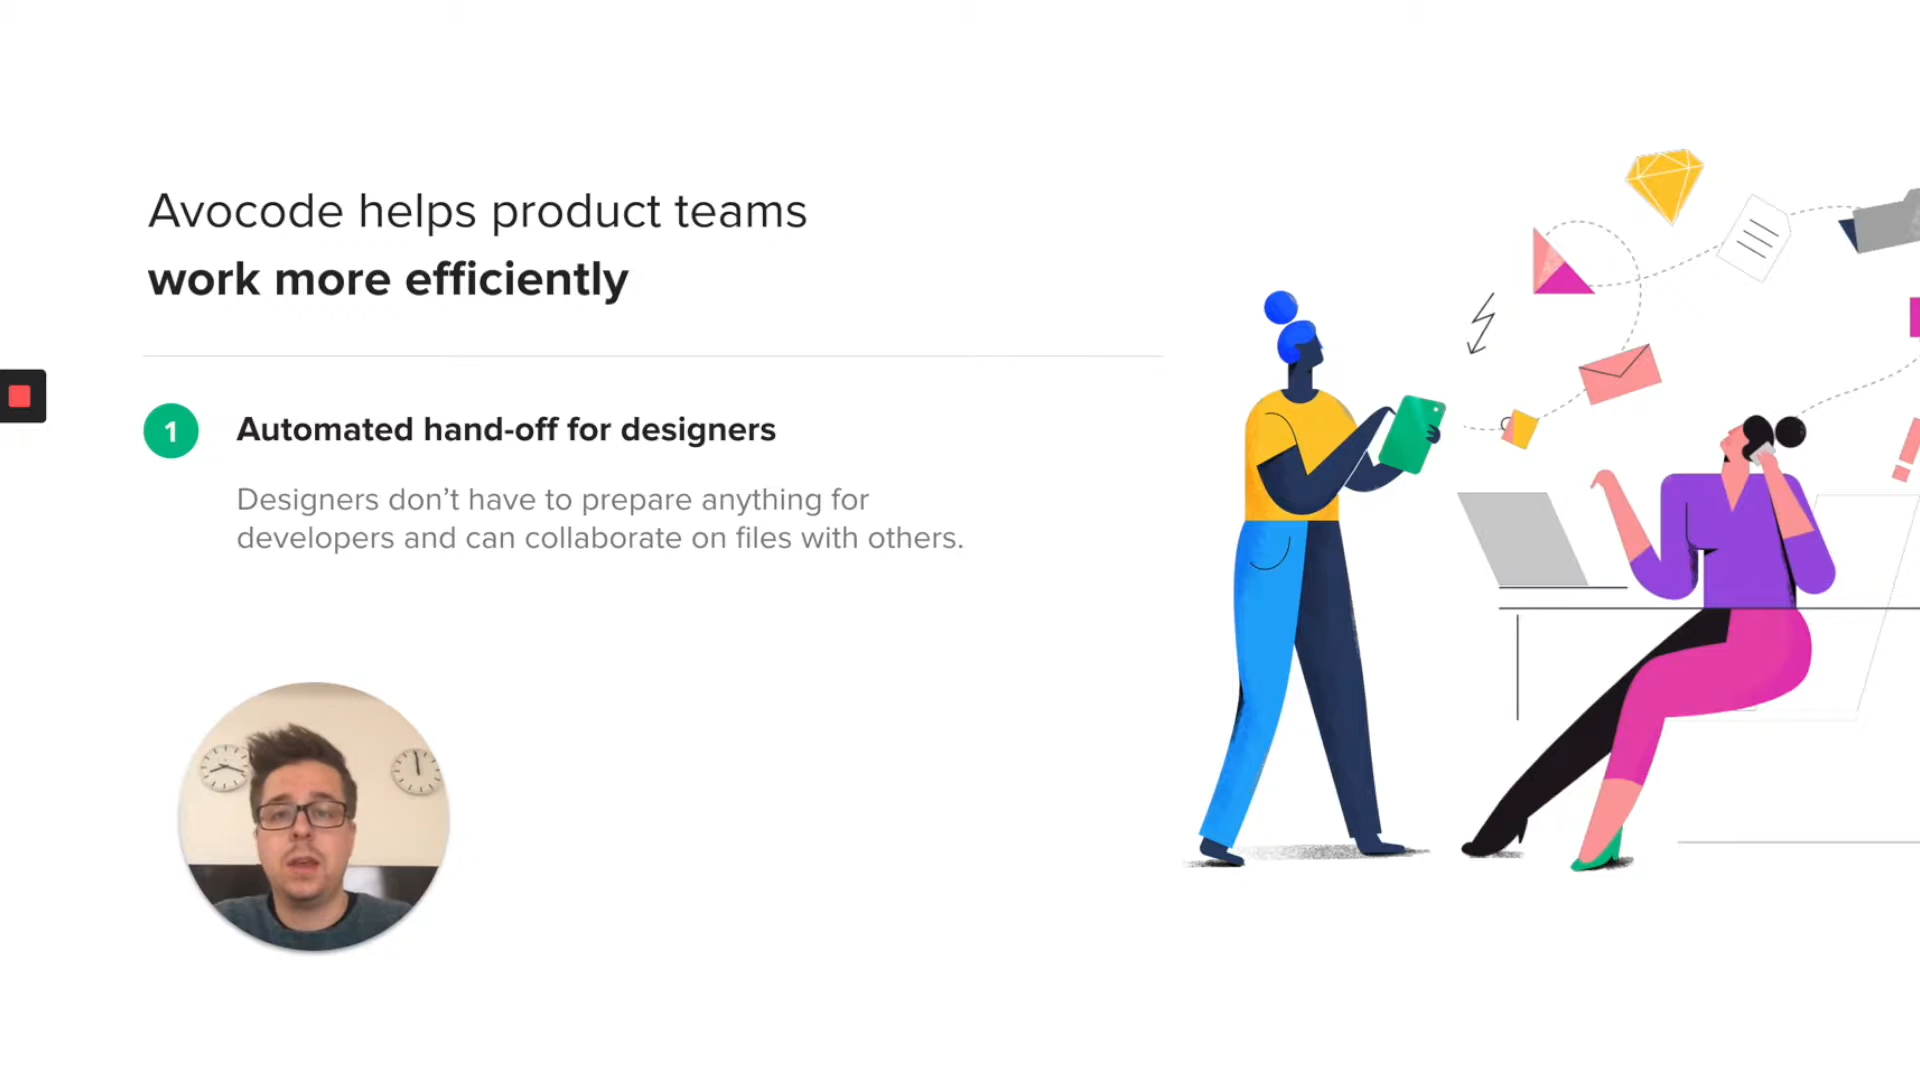 Avocode helps product teams
work more efficiently
1
Automated hand-off for designers
Designers don’t have to prepare anything for
developers and can collaborate on files with others.